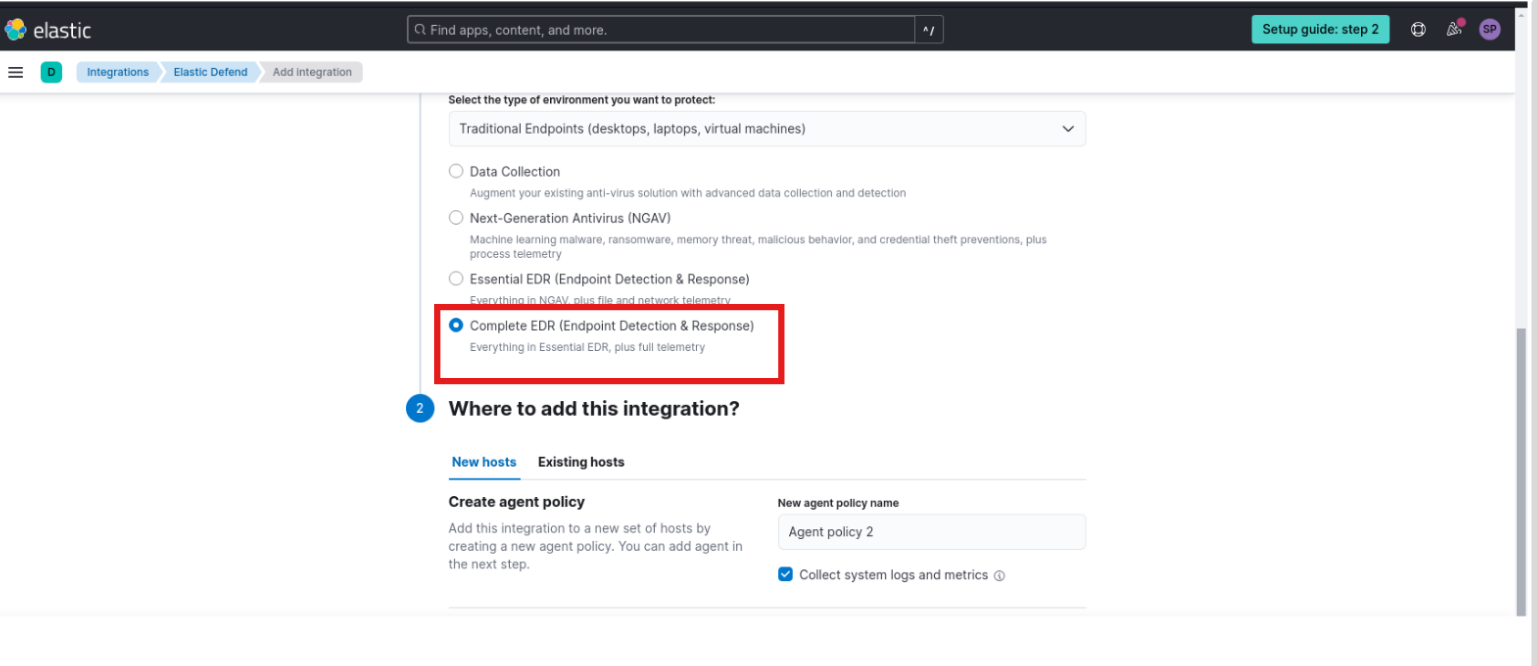 elastic
Find apps, content, and more.
^/
Setup guide: step 2
SP
D
Integrations
Elastic Defend
Add integration
Select the type of environment you want to protect:
Traditional Endpoints (desktops, laptops, virtual machines)
Data Collection
Augment your existing anti-virus solution with advanced data collection and detection
Next-Generation Antivirus (NGAV)
Machine learning malware, ransomware, memory threat, malicious behavior, and credential theft preventions, plus
process telemetry
Essential EDR (Endpoint Detection & Response)
Everything in NGAV, plus file and network telemetry
Complete EDR (Endpoint Detection & Response)
Everything in Essential EDR, plus full telemetry
2
Where to add this integration?
New hosts
Existing hosts
Create agent policy
Add this integration to a new set of hosts by
creating a new agent policy. You can add agent in
the next step.
New agent policy name
Agent policy 2
Collect system logs and metrics